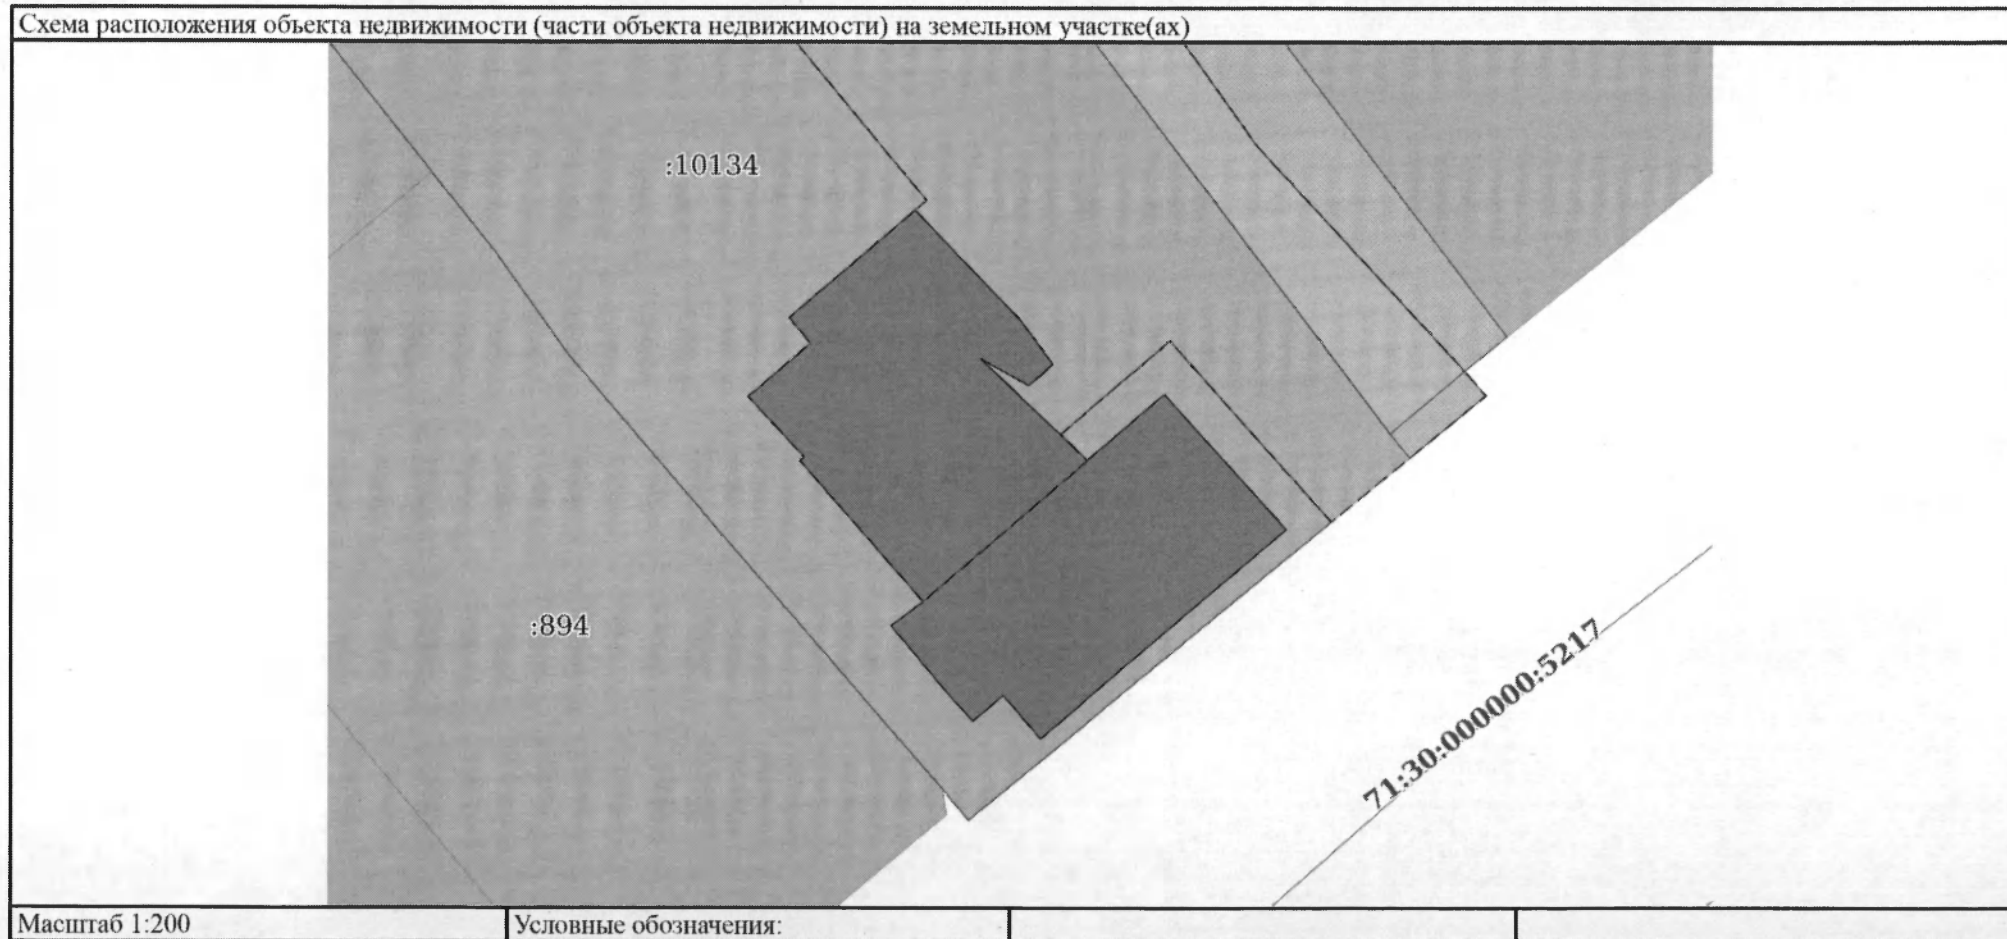 Схема расположения объекта недвижимости (части объекта недвижимости) на земельном участке(ах)
:10134
:894
71:30:000000:5217
Масштаб 1:200
Условные обозначения: